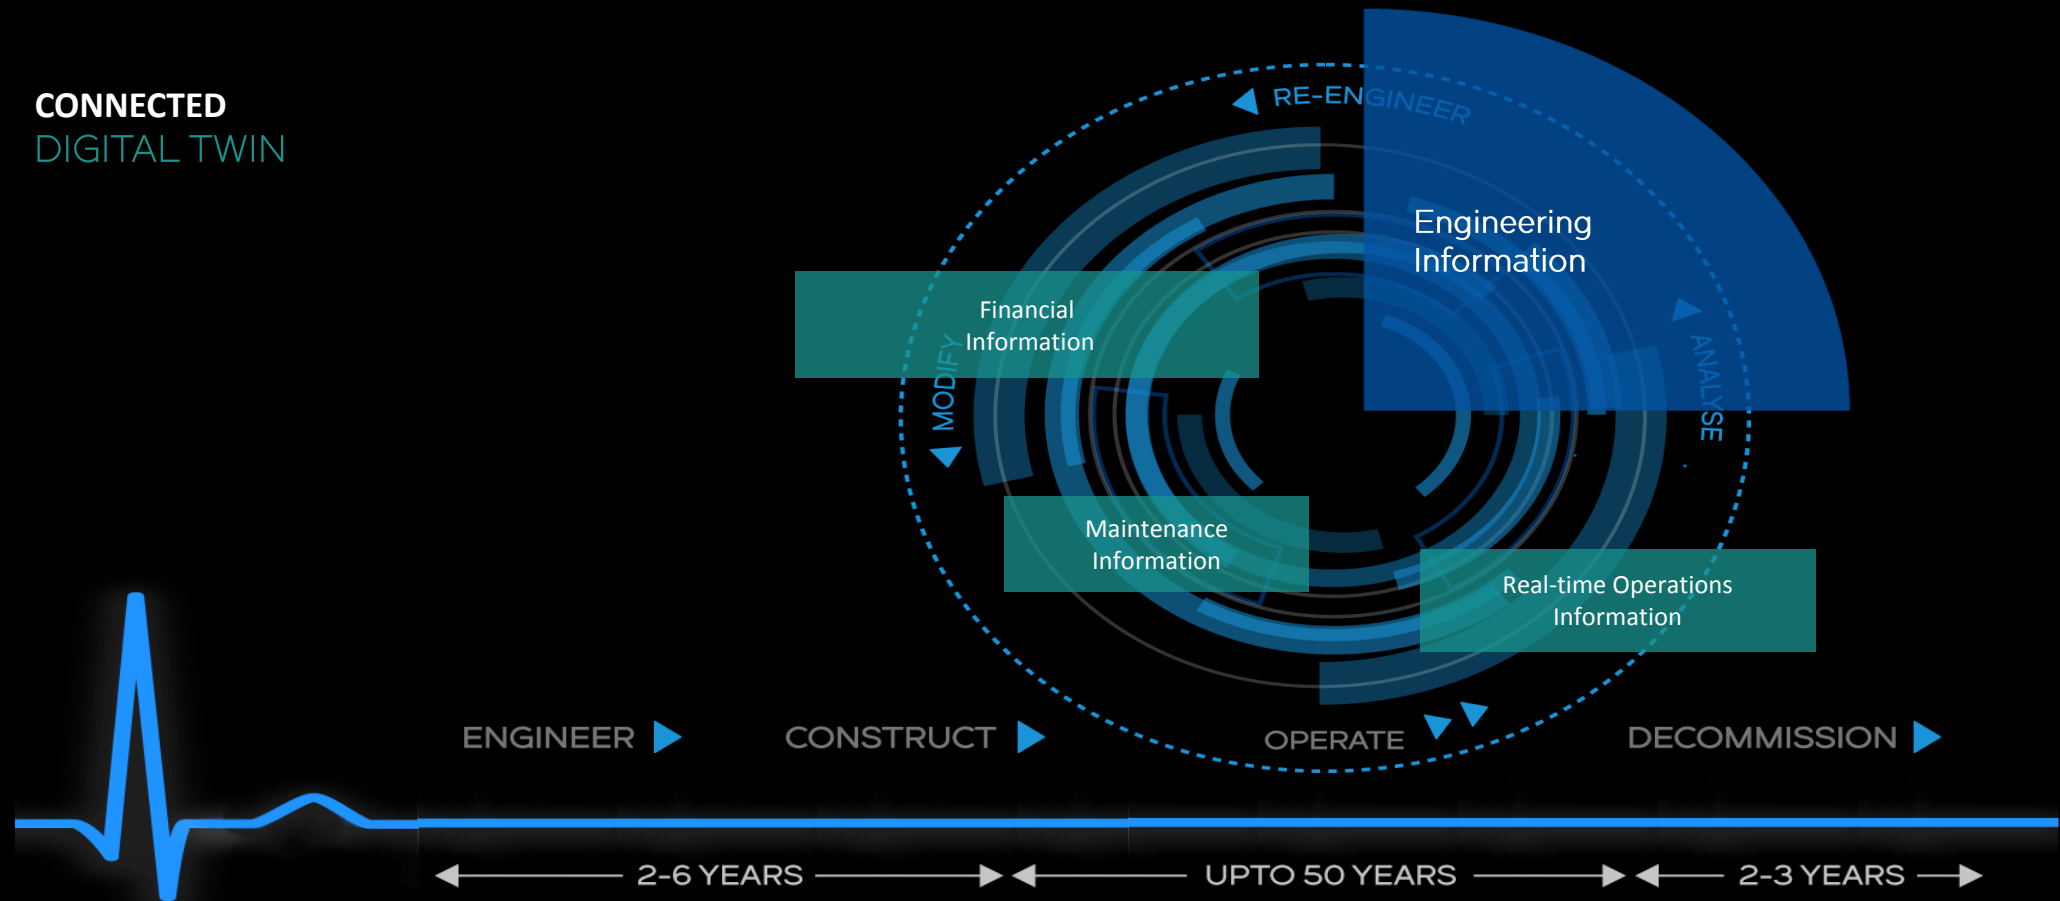 CONNECTED
DIGITAL TWIN
RE-ENGINEER
Engineering
Information
Financial
Information
MODIFY
ANALYSE
Maintenance
Information
Real-time Operations
Information
ENGINEER
CONSTRUCT
OPERATE
DECOMMISSION
2-6 YEARS
UPTO 50 YEARS
2-3 YEARS